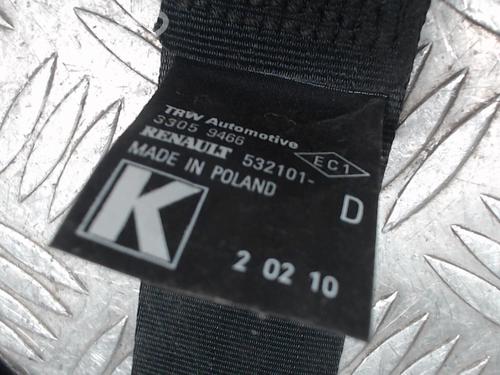 TRW Automotive
3305 9466
RENAULT 532101-
EC1
MADE IN POLAND
D
K
2 02 10